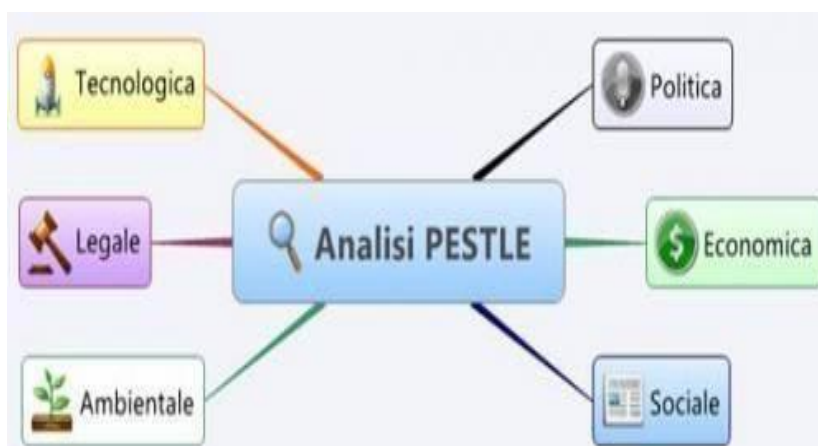 Tecnologica
Politica
Legale
Analisi PESTLE
Economica
Ambientale
Sociale